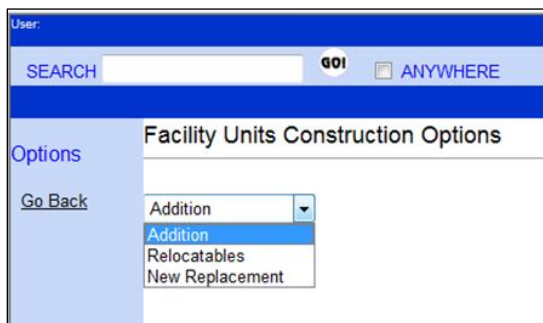 User:
SEARCH GO! ANYWHERE
Options
Facility Units Construction Options
Go Back
Addition
Addition
Relocatables
New Replacement